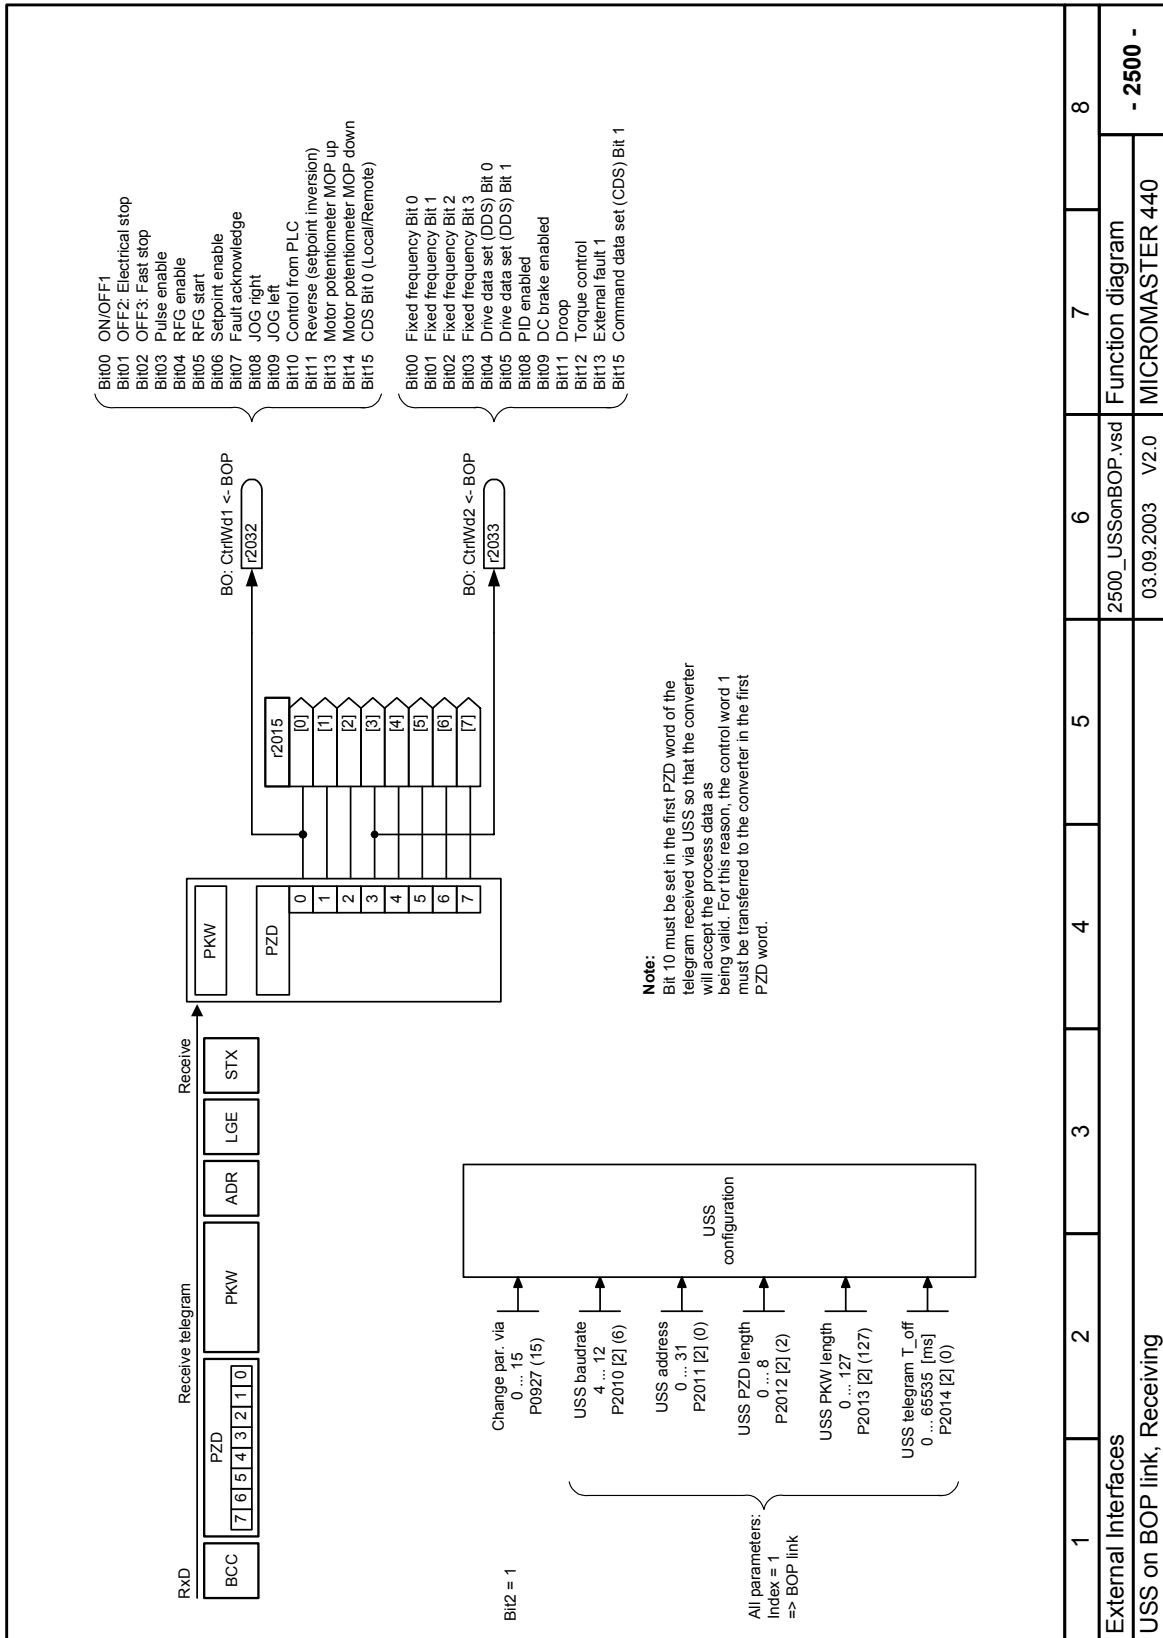 RxD
Receive telegram
Receive
BCC
PZD
7 6 5 4 3 2 1 0
PKW
ADR
LGE
STX
PKW
PZD
0
1
2
3
4
5
6
7
r2015
[0]
[1]
[2]
[3]
[4]
[5]
[6]
[7]
BO: CtrlWd1 <- BOP
r2032
Bit00 ON/OFF1
Bit01 OFF2: Electrical stop
Bit02 OFF3: Fast stop
Bit03 Pulse enable
Bit04 RFG enable
Bit05 RFG start
Bit06 Setpoint enable
Bit07 Fault acknowledge
Bit08 JOG right
Bit09 JOG left
Bit10 Control from PLC
Bit11 Reverse (setpoint inversion)
Bit13 Motor potentiometer MOP up
Bit14 Motor potentiometer MOP down
Bit15 CDS Bit 0 (Local/Remote)
BO: CtrlWd2 <- BOP
r2033
Bit00 Fixed frequency Bit 0
Bit01 Fixed frequency Bit 1
Bit02 Fixed frequency Bit 2
Bit03 Fixed frequency Bit 3
Bit04 Drive data set (DDS) Bit 0
Bit05 Drive data set (DDS) Bit 1
Bit08 PID enabled
Bit09 DC brake enabled
Bit11 Droop
Bit12 Torque control
Bit13 External fault 1
Bit15 Command data set (CDS) Bit 1
Bit2 = 1
Change par. via
0 ... 15
P0927 (15)
USS baudrate
4 ... 12
P2010 [2] (6)
USS address
0 ... 31
P2011 [2] (0)
USS PZD length
0 ... 8
P2012 [2] (2)
USS PKW length
0 ... 127
P2013 [2] (127)
USS telegram T_off
0 ... 65535 [ms]
P2014 [2] (0)
All parameters:
Index = 1
=> BOP link
USS
configuration
Note:
Bit 10 must be set in the first PZD word of the
telegram received via USS so that the converter
will accept the process data as
being valid. For this reason, the control word 1
must be transferred to the converter in the first
PZD word.
1 2 3 4 5 6 7 8
External Interfaces
2500_USSonBOP.vsd
Function diagram
- 2500 -
USS on BOP link, Receiving
03.09.2003 V2.0
MICROMASTER 440